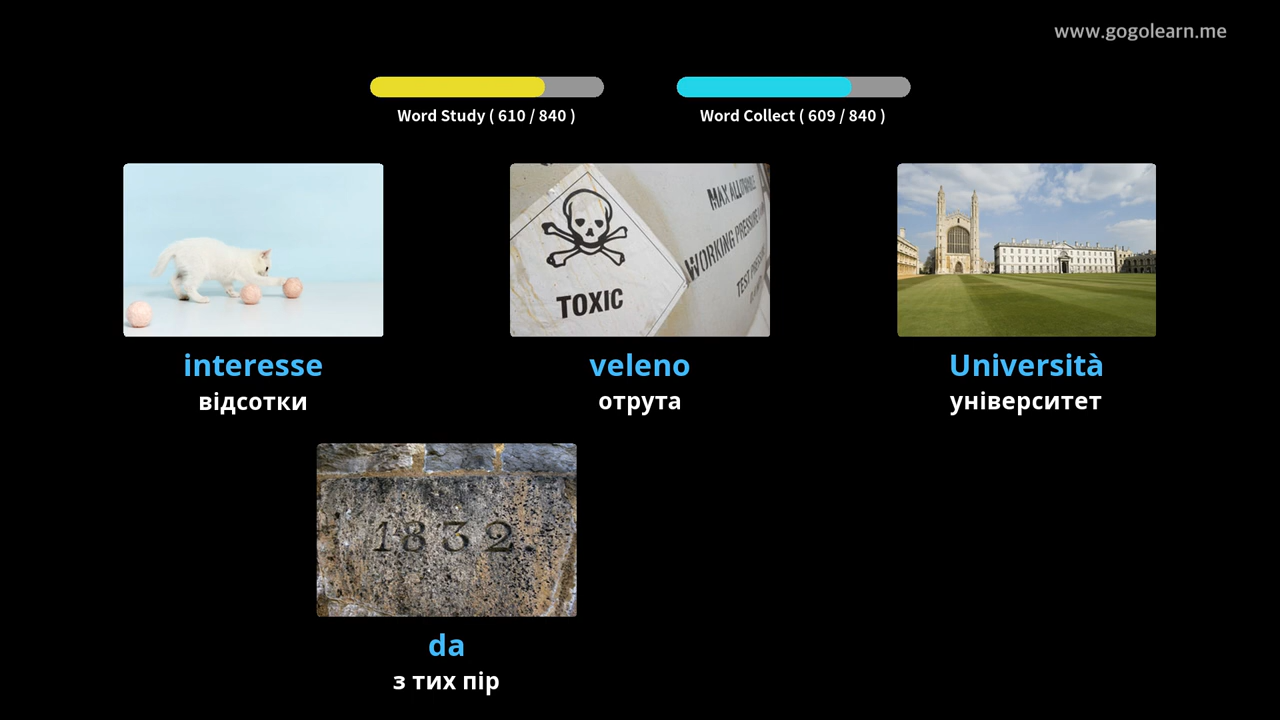 www.gogolearn.me
Word Study ( 610 / 840 )
Word Collect ( 609 / 840 )
TOXIC
MAX ALLOWABLE
WORKING PRESSURE
TEST
interesse
veleno
Università
відсотки
отрута
університет
1832
da
з тих пір